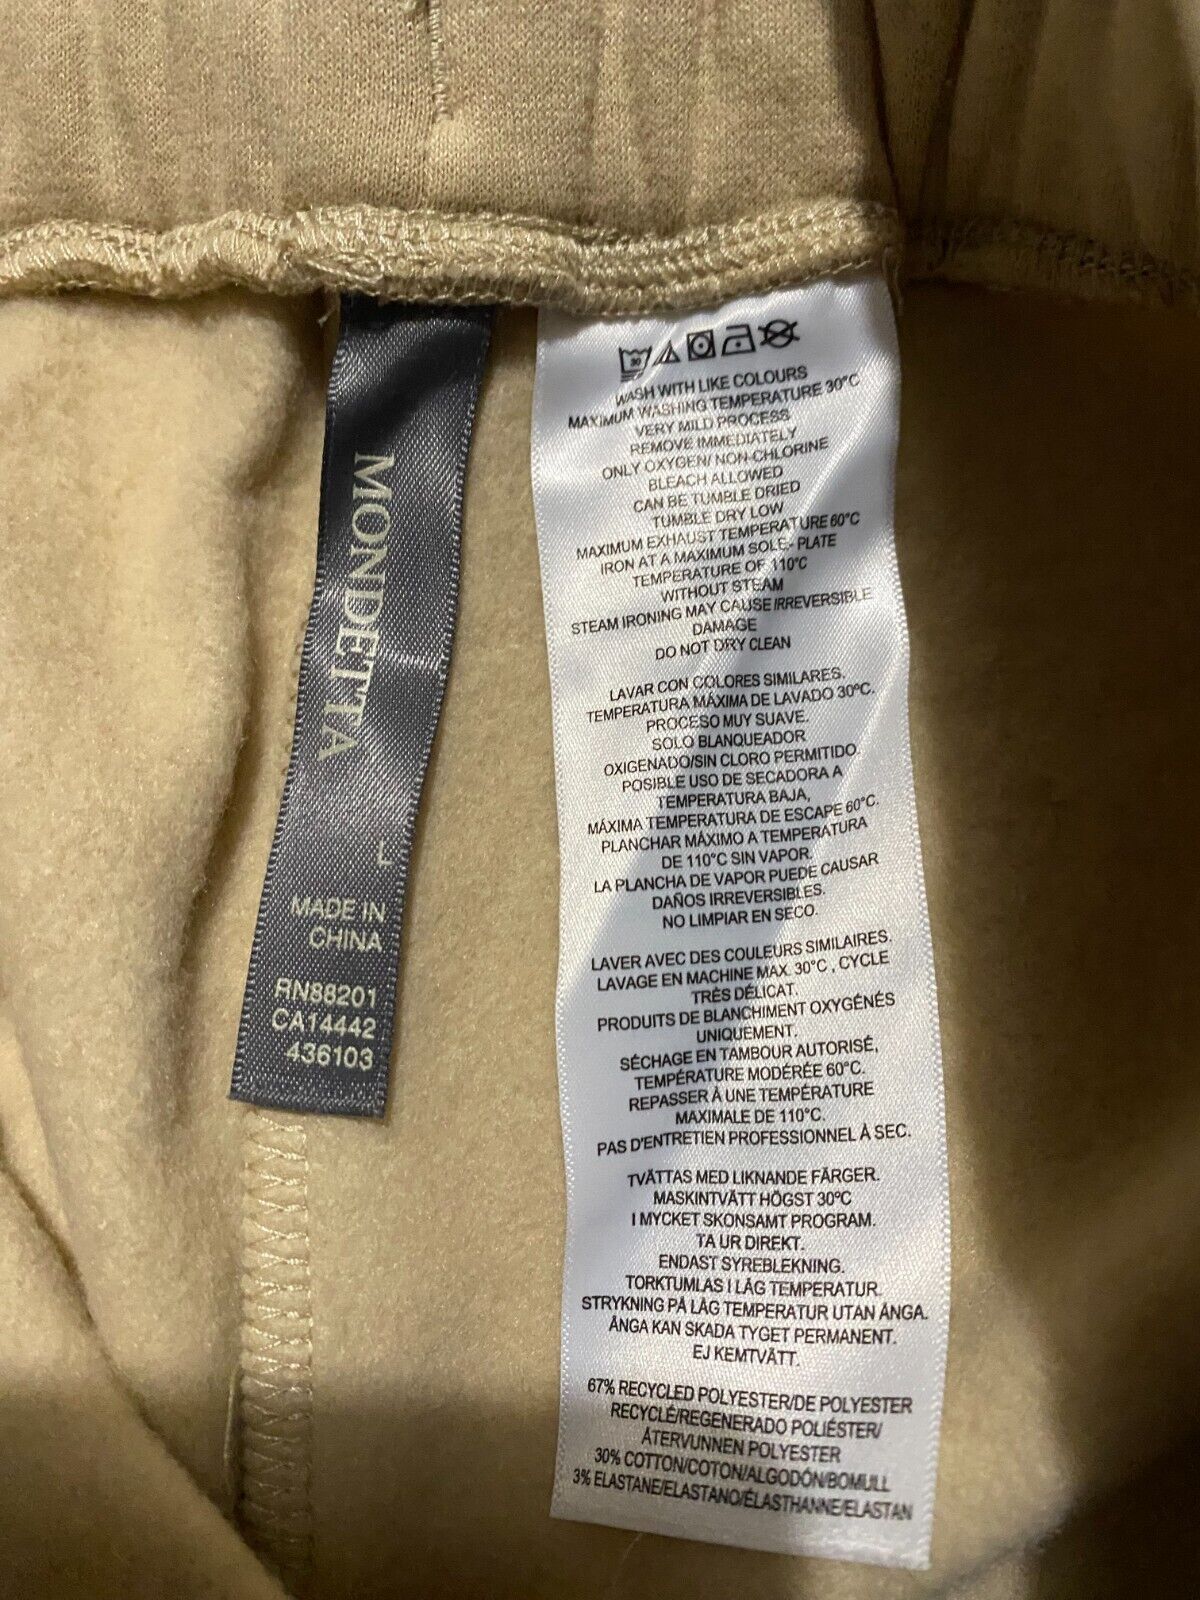 MONDETTA
L
MADE IN
CHINA
RN88201
CA14442
436103
30
WASH WITH LIKE COLOURS
MAXIMUM WASHING TEMPERATURE 30°C
VERY MILD PROCESS
REMOVE IMMEDIATELY
ONLY OXYGEN/ NON-CHLORINE
BLEACH ALLOWED
CAN BE TUMBLE DRIED
TUMBLE DRY LOW
MAXIMUM EXHAUST TEMPERATURE 60°C
IRON AT A MAXIMUM SOLE- PLATE
TEMPERATURE OF 110°C
WITHOUT STEAM
STEAM IRONING MAY CAUSE IRREVERSIBLE
DAMAGE
DO NOT DRY CLEAN
LAVAR CON COLORES SIMILARES.
TEMPERATURA MÁXIMA DE LAVADO 30°C.
PROCESO MUY SUAVE.
SOLO BLANQUEADOR
OXIGENADO/SIN CLORO PERMITIDO.
POSIBLE USO DE SECADORA A
TEMPERATURA BAJA,
MÁXIMA TEMPERATURA DE ESCAPE 60°C.
PLANCHAR MÁXIMO A TEMPERATURA
DE 110°C SIN VAPOR.
LA PLANCHA DE VAPOR PUEDE CAUSAR
DAÑOS IRREVERSIBLES.
NO LIMPIAR EN SECO.
LAVER AVEC DES COULEURS SIMILAIRES.
LAVAGE EN MACHINE MAX. 30°C , CYCLE
TRÈS DÉLICAT.
PRODUITS DE BLANCHIMENT OXYGÉNÉS
UNIQUEMENT.
SÉCHAGE EN TAMBOUR AUTORISÉ,
TEMPÉRATURE MODÉRÉE 60°C.
REPASSER À UNE TEMPÉRATURE
MAXIMALE DE 110°C.
PAS D'ENTRETIEN PROFESSIONNEL À SEC.
TVÄTTAS MED LIKNANDE FÄRGER.
MASKINTVÄTT HÖGST 30°C
I MYCKET SKONSAMT PROGRAM.
TA UR DIREKT.
ENDAST SYREBLEKNING.
TORKTUMLAS I LÅG TEMPERATUR.
STRYKNING PÅ LÅG TEMPERATUR UTAN ÅNGA.
ÅNGA KAN SKADA TYGET PERMANENT.
EJ KEMTVÄTT.
67% RECYCLED POLYESTER/DE POLYESTER
RECYCLÉ/REGENERADO POLIÉSTER/
ÅTERVUNNEN POLYESTER
30% COTTON/COTON/ALGODÓN/BOMULL
3% ELASTANE/ELASTANO/ÉLASTHANNE/ELASTAN